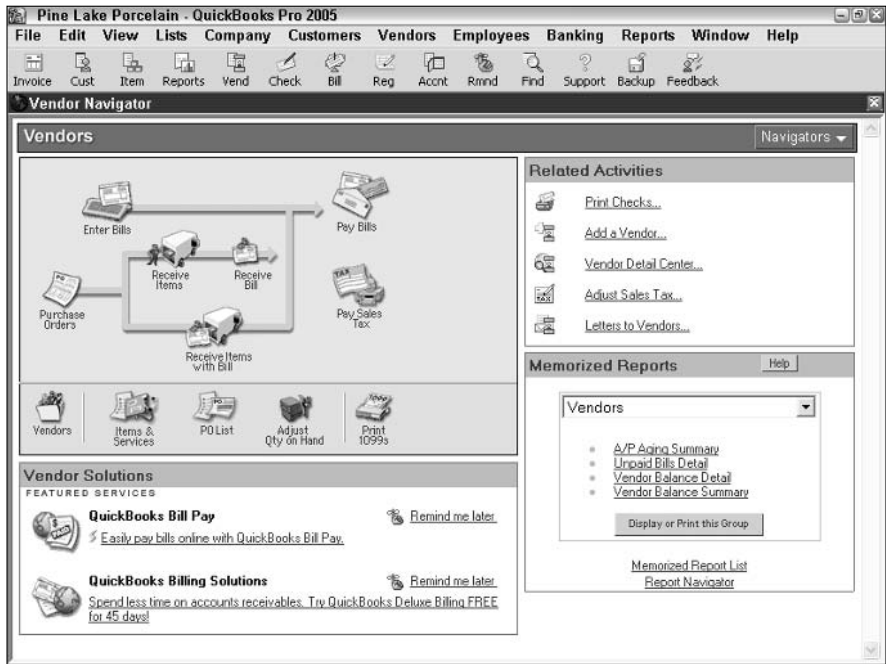 Pine Lake Porcelain - QuickBooks Pro 2005
File Edit View Lists Company Customers Vendors Employees Banking Reports Window Help
Invoice Cust Item Reports Vend Check Bill Reg Accnt Rmnd Find Support Backup Feedback
Vendor Navigator
Vendors
Navigators
Enter Bills
Pay Bills
Receive
Items
Receive
Bill
Purchase
Orders
Pay Sales
Tax
Receive Items
with Bill
Vendors
Items &
Services
PO List
Adjust
Qty on Hand
Print
1099s
Related Activities
Print Checks...
Add a Vendor...
Vendor Detail Center...
Adjust Sales Tax...
Letters to Vendors...
Memorized Reports
Help
Vendors
A/P Aging Summary
Unpaid Bills Detail
Vendor Balance Detail
Vendor Balance Summary
Display or Print this Group
Memorized Report List
Report Navigator
Vendor Solutions
FEATURED SERVICES
QuickBooks Bill Pay
Remind me later
Easily pay bills online with QuickBooks Bill Pay.
QuickBooks Billing Solutions
Remind me later
Spend less time on accounts receivables. Try QuickBooks Deluxe Billing FREE
for 45 days!